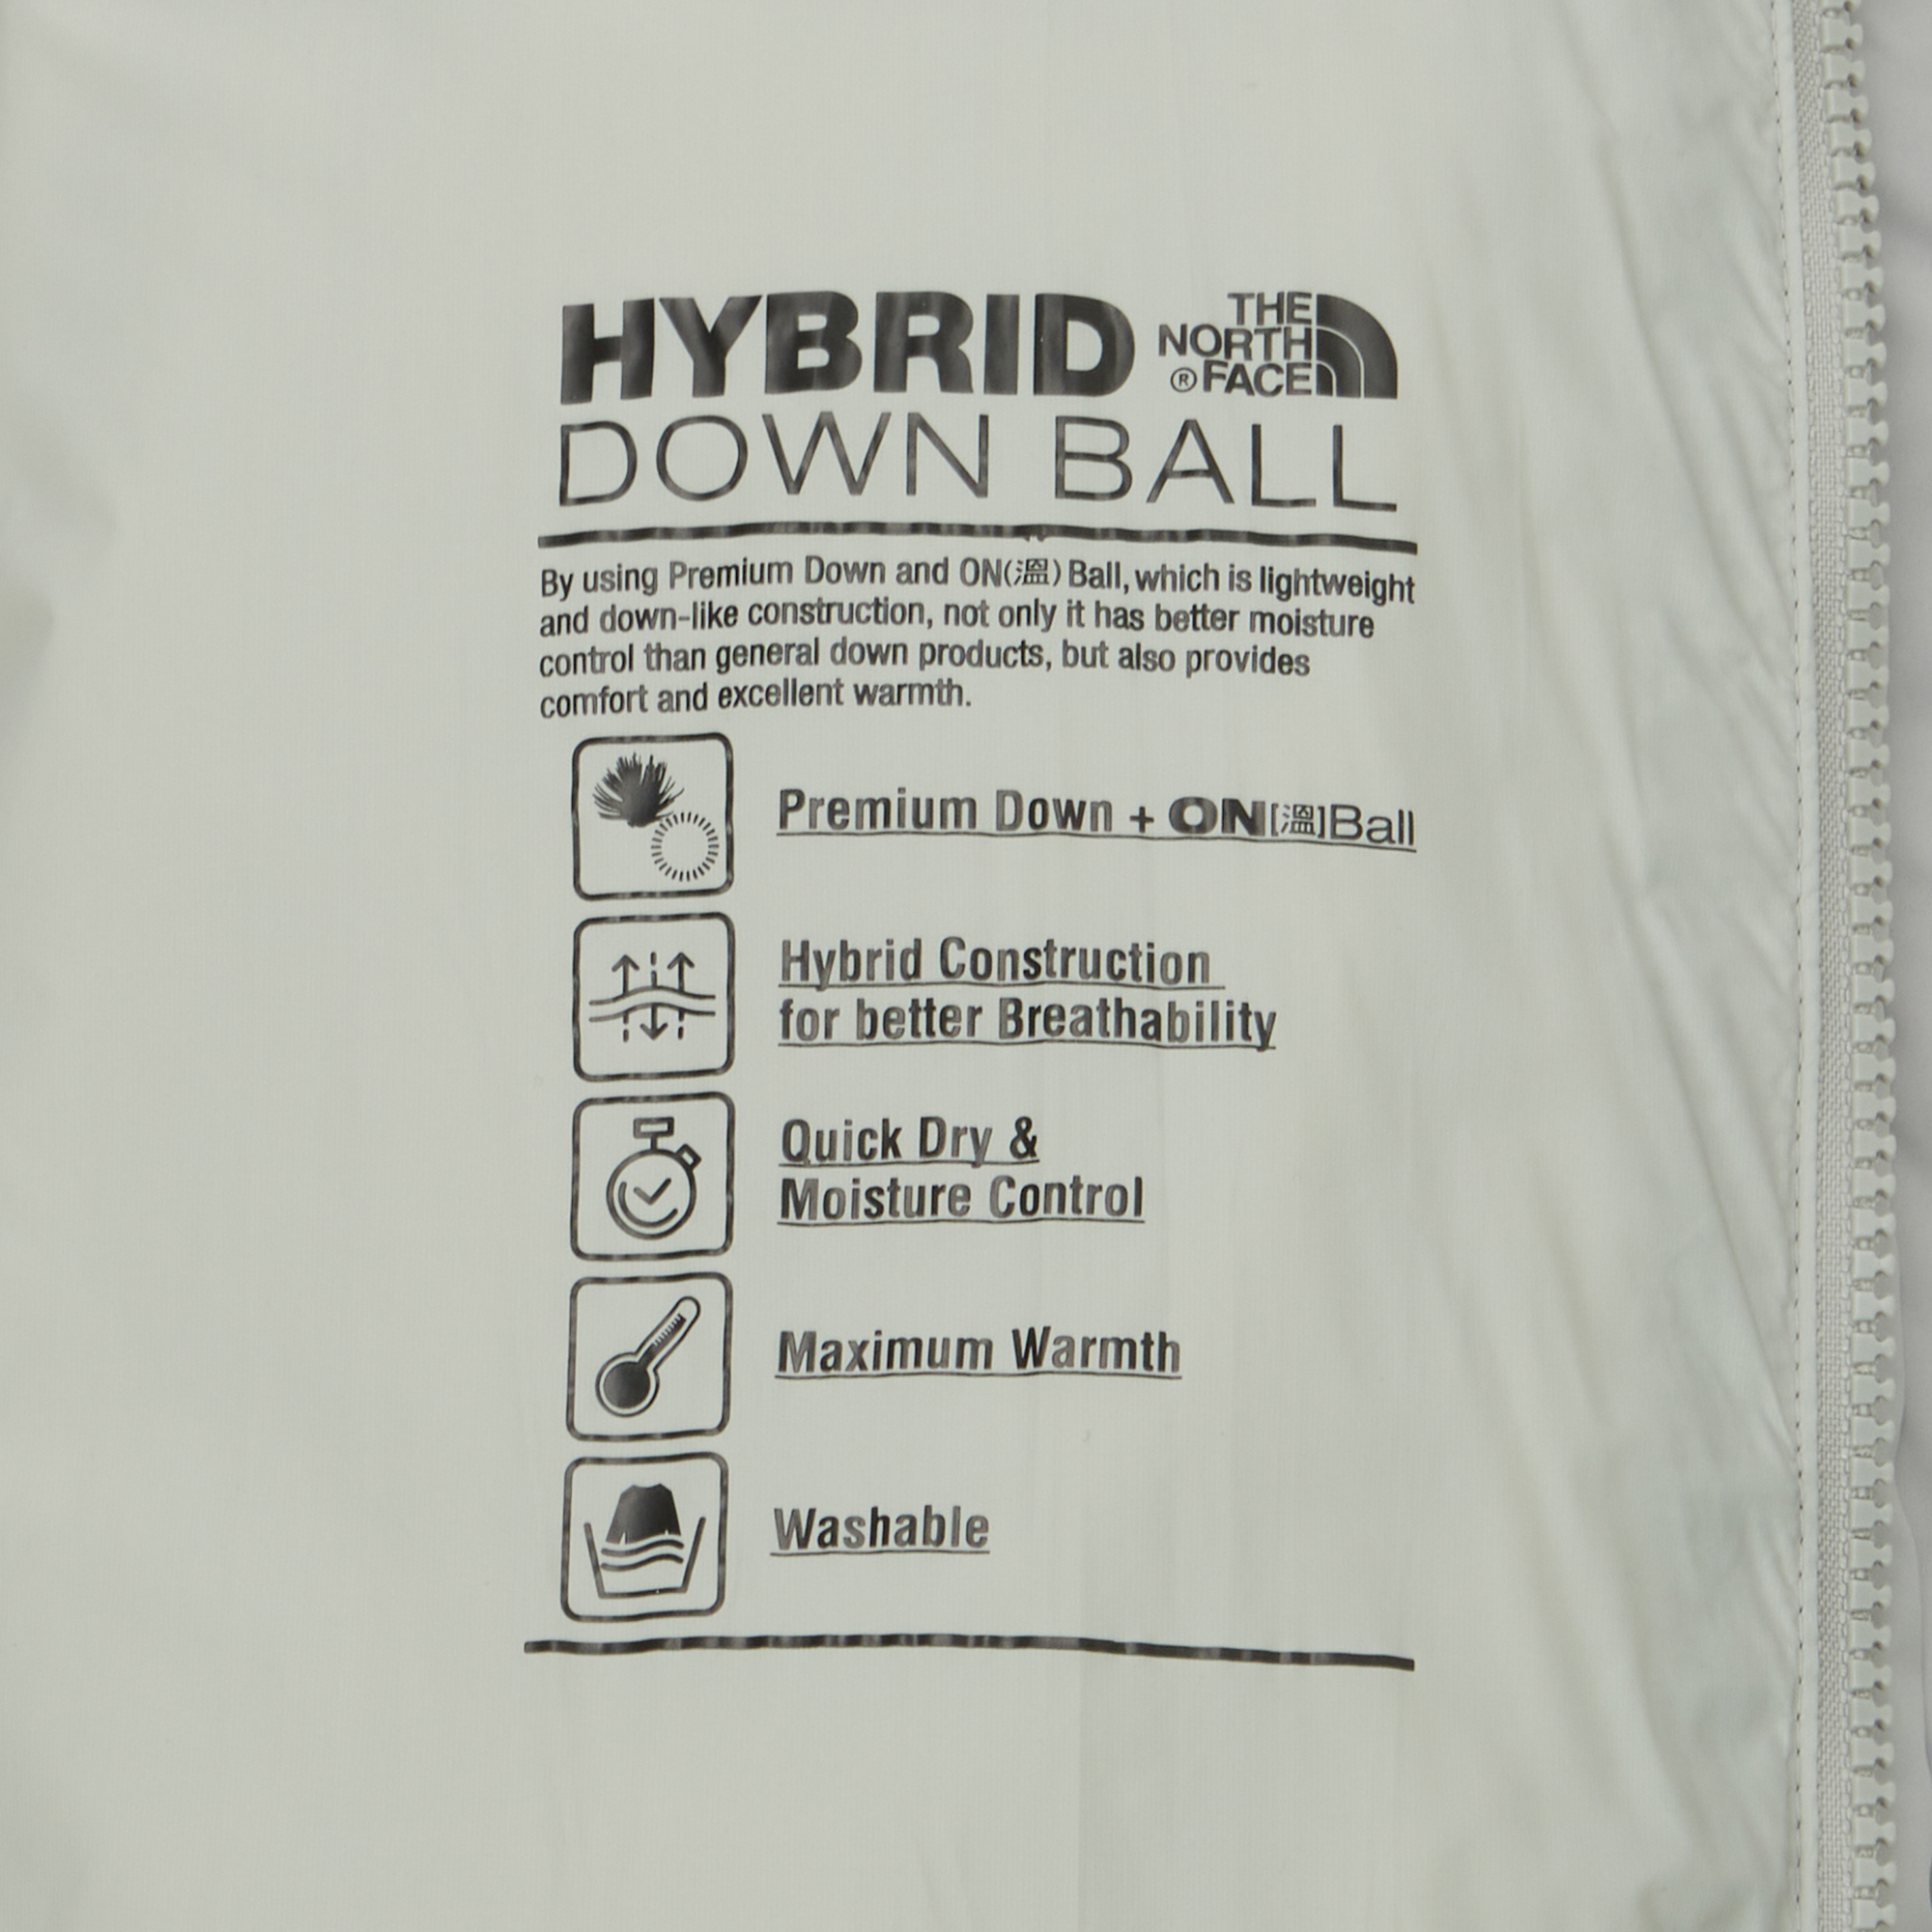 HYBRID
THE
NORTH
® FACE
DOWN BALL
By using Premium Down and ON(溫) Ball, which is lightweight
and down-like construction, not only it has better moisture
control than general down products, but also provides
comfort and excellent warmth.
Premium Down + ON[溫]Ball
Hybrid Construction
for better Breathability
Quick Dry &
Moisture Control
Maximum Warmth
Washable